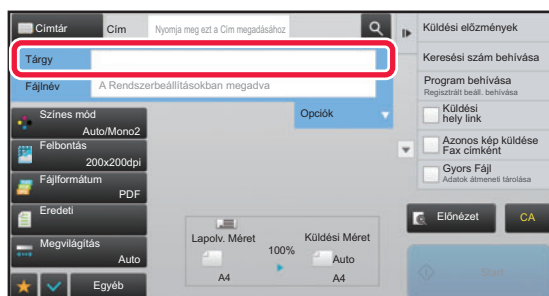 Címtár
Cím
Nyomja meg ezt a Cím megadásához
Tárgy
Fájlnév
A Rendszerbeállításokban megadva
Színes mód
Auto/Mono2
Felbontás
200x200dpi
Fájlformátum
PDF
Eredeti
Megvilágítás
Auto
Egyéb
Opciók
Lapolv. Méret
A4
100%
Küldési Méret
Auto
A4
Küldési előzmények
Keresési szám behívása
Program behívása
Regisztrált beáll. behívása
Küldési
hely link
Azonos kép küldése
Fax címként
Gyors Fájl
Adatok átmeneti tárolása
Előnézet
CA
Start